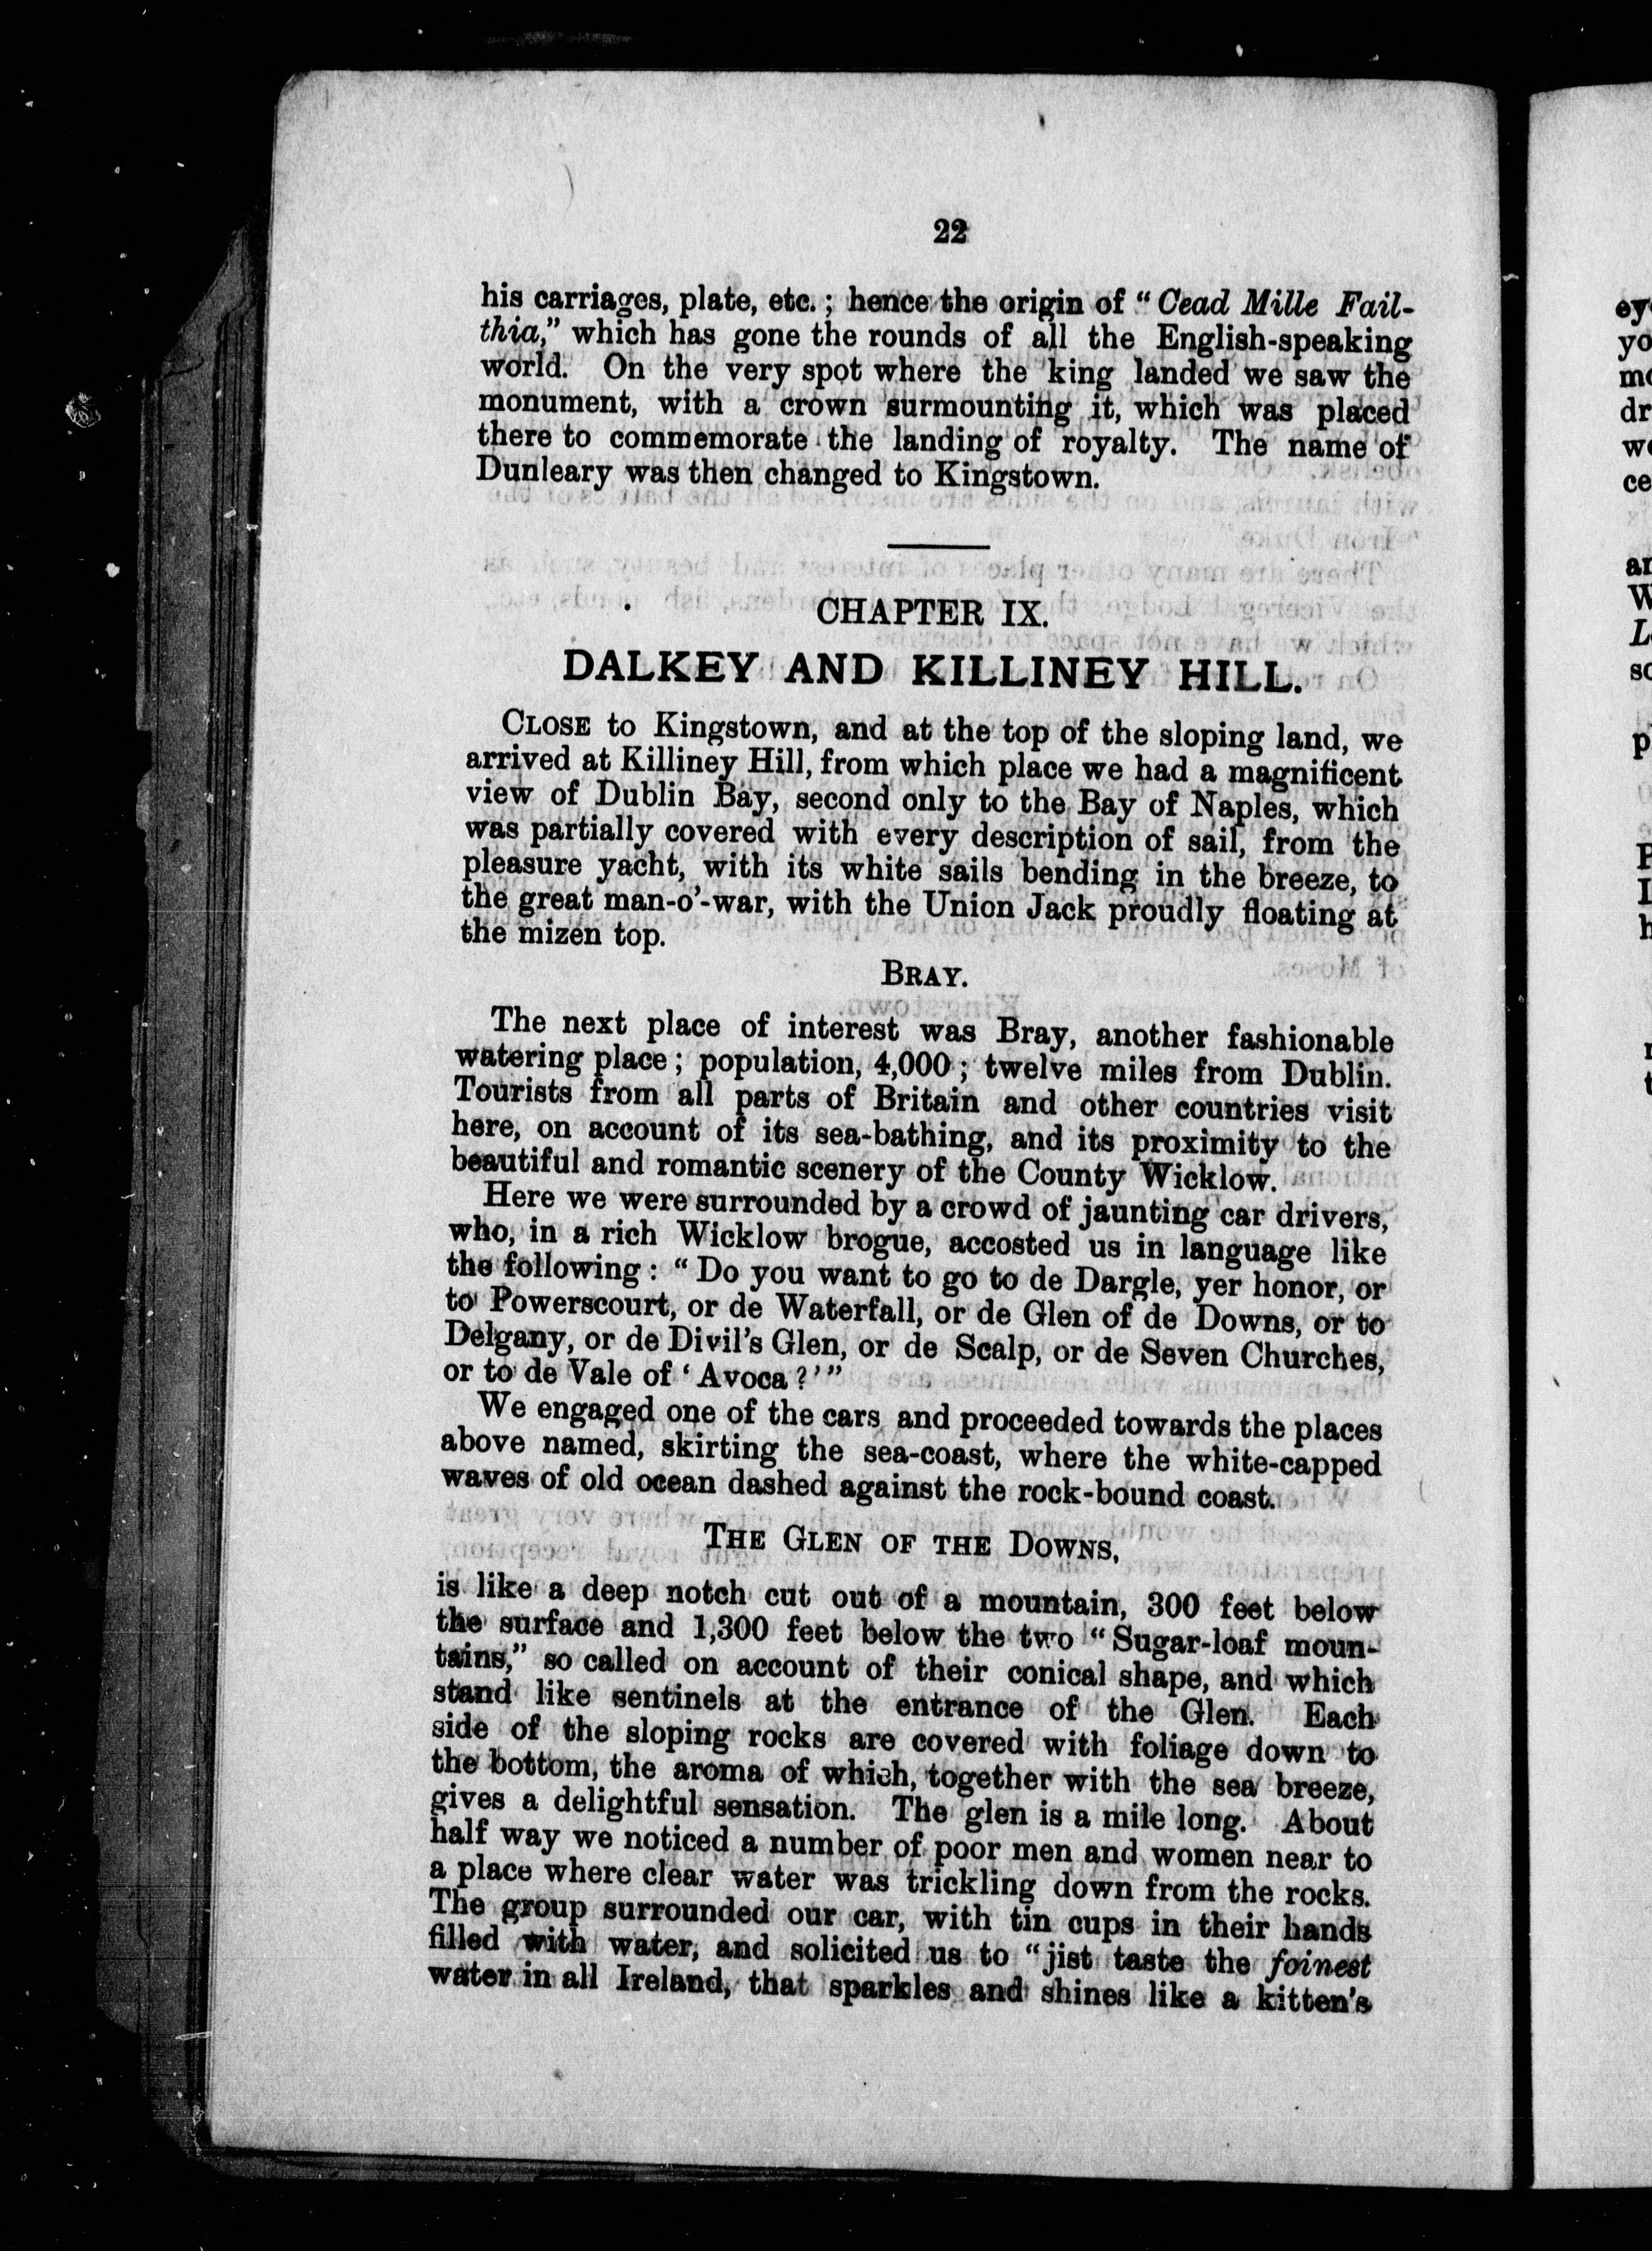 22
his carriages, plate, etc.; hence the origin of "Cead Mille Fail-
thia," which has gone the rounds of all the English-speaking
world. On the very spot where the king landed we saw the
monument, with a crown surmounting it, which was placed
there to commemorate the landing of royalty. The name of
Dunleary was then changed to Kingstown.
CHAPTER IX.
DALKEY AND KILLINEY HILL.
CLOSE to Kingstown, and at the top of the sloping land, we
arrived at Killiney Hill, from which place we had a magnificent
view of Dublin Bay, second only to the Bay of Naples, which
was partially covered with every description of sail, from the
pleasure yacht, with its white sails bending in the breeze, to
the great man-o'-war, with the Union Jack proudly floating at
the mizen top.
BRAY.
The next place of interest was Bray, another fashionable
watering place; population, 4,000; twelve miles from Dublin.
Tourists from all parts of Britain and other countries visit
here, on account of its sea-bathing, and its proximity to the
beautiful and romantic scenery of the County Wicklow.
Here we were surrounded by a crowd of jaunting car drivers,
who, in a rich Wicklow brogue, accosted us in language like
the following: "Do you want to go to de Dargle, yer honor, or
to Powerscourt, or de Waterfall, or de Glen of de Downs, or to
Delgany, or de Divil's Glen, or de Scalp, or de Seven Churches,
or to de Vale of 'Avoca?'"
We engaged one of the cars and proceeded towards the places
above named, skirting the sea-coast, where the white-capped
waves of old ocean dashed against the rock-bound coast.
THE GLEN OF THE DOWNS,
is like a deep notch cut out of a mountain, 300 feet below
the surface and 1,300 feet below the two "Sugar-loaf moun-
tains," so called on account of their conical shape, and which
stand like sentinels at the entrance of the Glen. Each
side of the sloping rocks are covered with foliage down to
the bottom, the aroma of which, together with the sea breeze,
gives a delightful sensation. The glen is a mile long. About
half way we noticed a number of poor men and women near to
a place where clear water was trickling down from the rocks.
The group surrounded our car, with tin cups in their hands
filled with water, and solicited us to "jist taste the foinest
water in all Ireland, that sparkles and shines like a kitten's